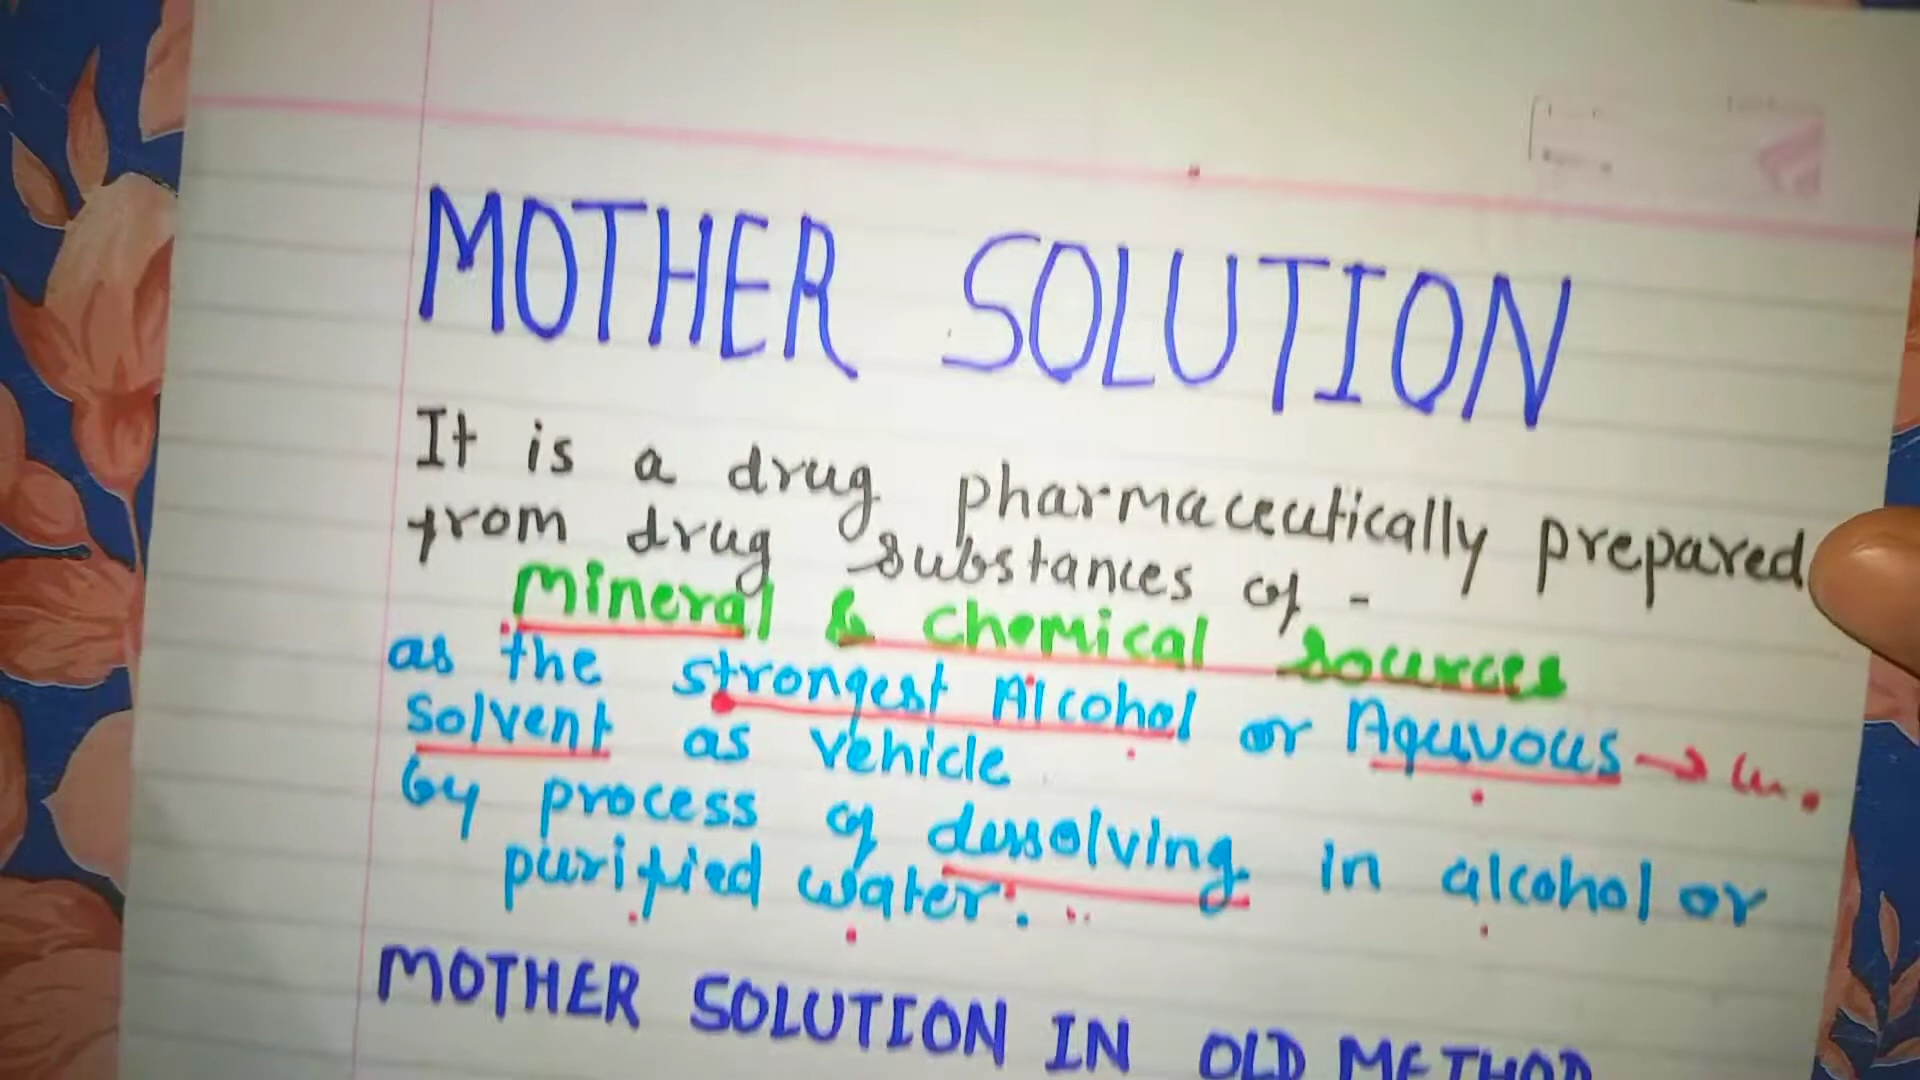 MOTHER SOLUTION
It is a drug pharmaceutically prepared
from drug substances of -
Mineral & Chemical sources
as the strongest Alcohol or Aquvous →
solvent as vehicle
by process of dessolving in alcohol or
purified water.
MOTHER SOLUTION IN OLD METHOD